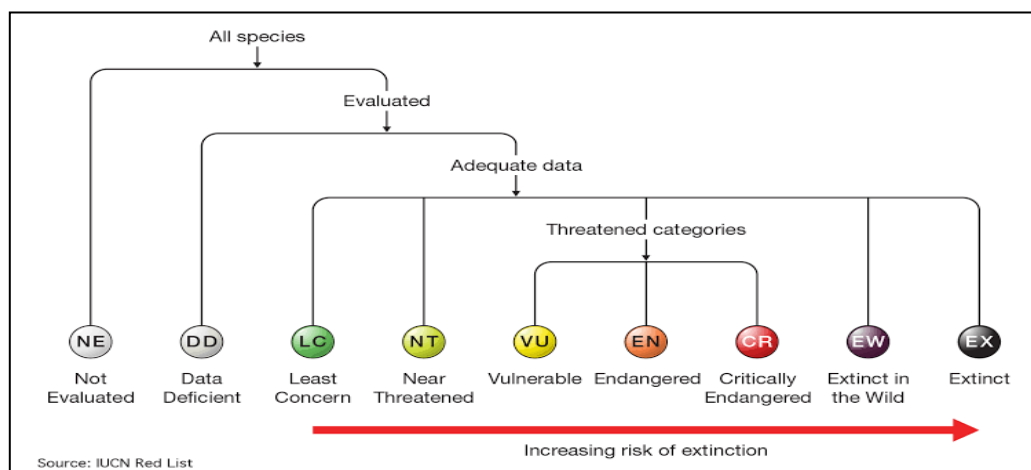 All species
Evaluated
Adequate data
Threatened categories
NE
DD
LC
NT
VU
EN
CR
EW
EX
Not
Evaluated
Data
Deficient
Least
Concern
Near
Threatened
Vulnerable
Endangered
Critically
Endangered
Extinct in
the Wild
Extinct
Increasing risk of extinction
Source: IUCN Red List